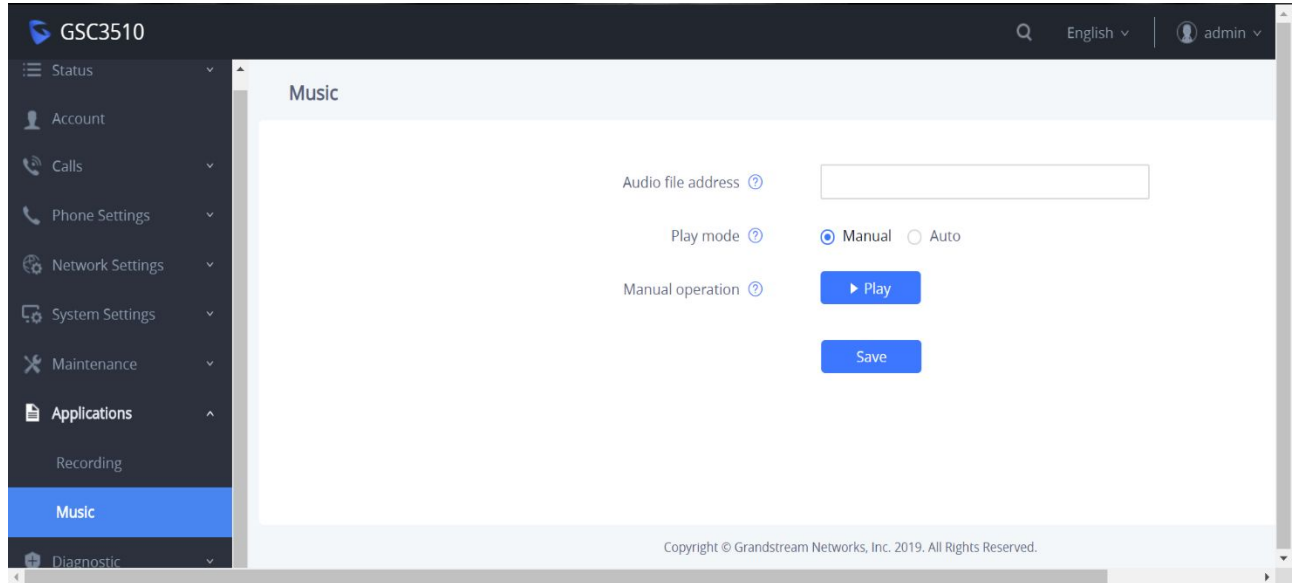 GSC3510
English
admin
Status
Account
Calls
Phone Settings
Network Settings
System Settings
Maintenance
Applications
Recording
Music
Diagnostic
Music
Audio file address
Play mode
Manual Auto
Manual operation
Play
Save
Copyright © Grandstream Networks, Inc. 2019. All Rights Reserved.